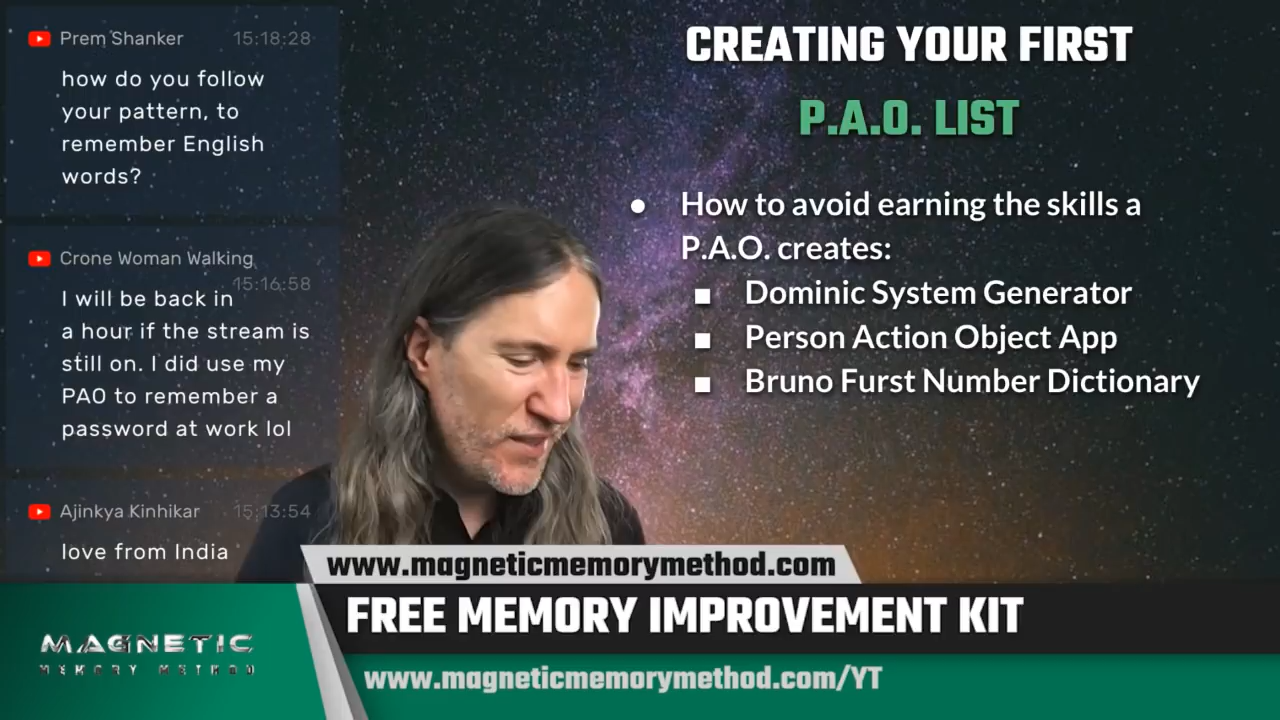 Prem Shanker 15:18:28
how do you follow
your pattern, to
remember English
words?
Crone Woman Walking
15:16:58
I will be back in
a hour if the stream is
still on. I did use my
PAO to remember a
password at work lol
Ajinkya Kinhikar 15:13:54
love from India
CREATING YOUR FIRST
P.A.O. LIST
● How to avoid earning the skills a
P.A.O. creates:
■ Dominic System Generator
■ Person Action Object App
■ Bruno Furst Number Dictionary
www.magneticmemorymethod.com
FREE MEMORY IMPROVEMENT KIT
www.magneticmemorymethod.com/YT
MAGNETIC
MEMORY METHOD